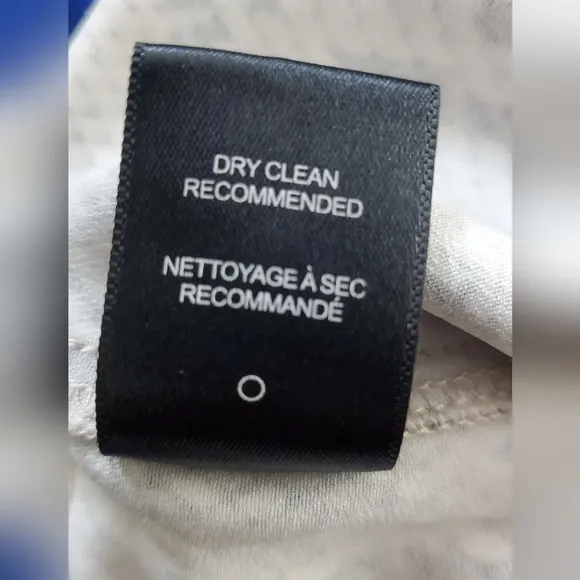 DRY CLEAN
RECOMMENDED
NETTOYAGE À SEC
RECOMMANDÉ